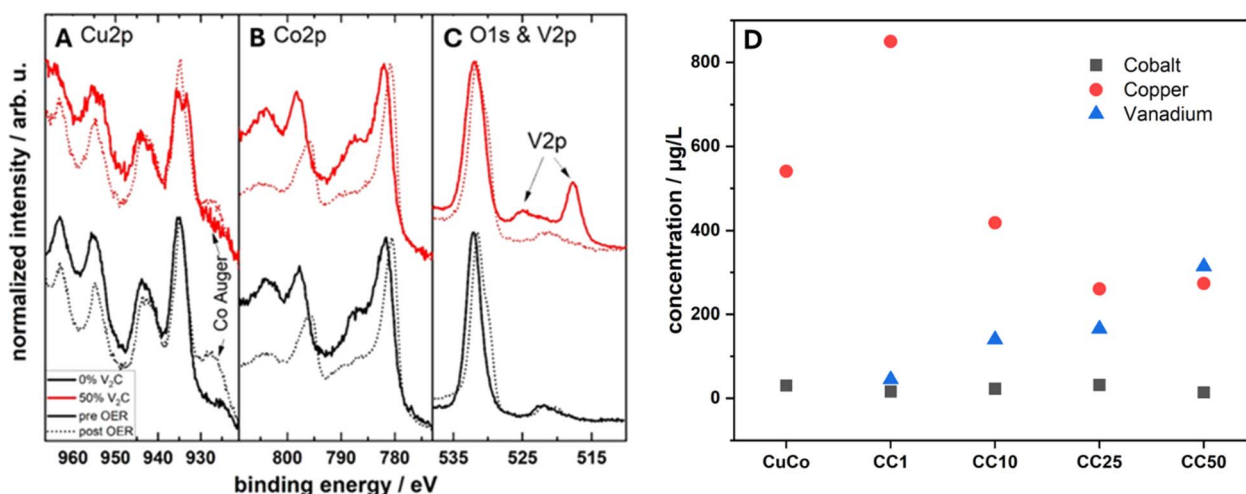 A Cu2p
B Co2p
C O1s & V2p
V2p
Co Auger
0% V₂C
50% V₂C
pre OER
post OER
normalized intensity / arb. u.
960 950 940 930
800 790 780
535 525 515
binding energy / eV
D
Cobalt
Copper
Vanadium
concentration / µg/L
800
600
400
200
0
CuCo CC1 CC10 CC25 CC50